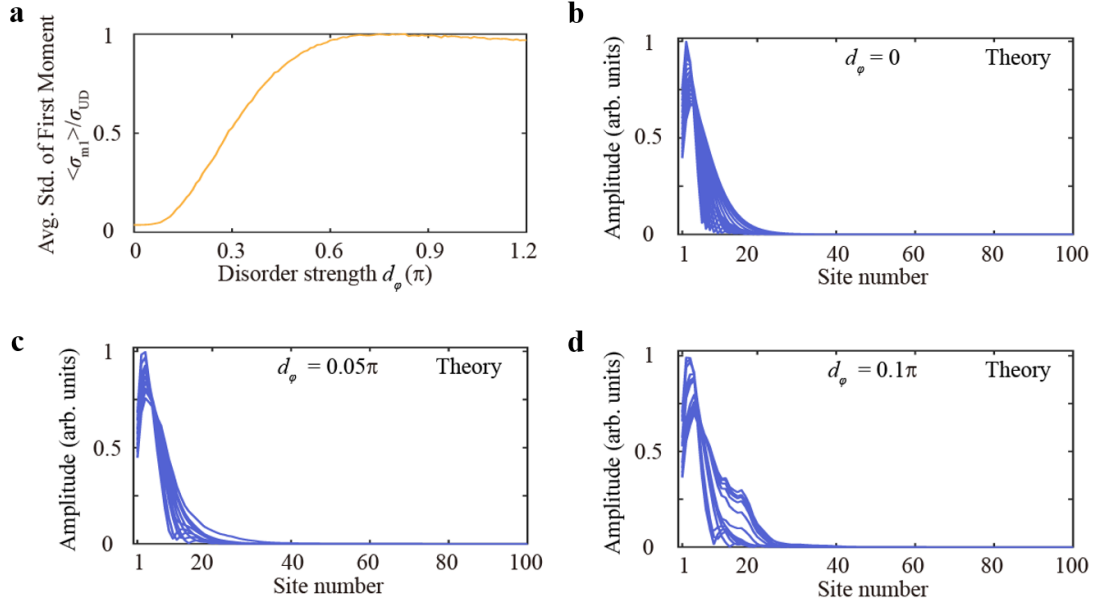 a
Avg. Std. of First Moment
<σm1>/σUD
1
0.5
0
0 0.3 0.6 0.9 1.2
Disorder strength dφ(π)
b
Amplitude (arb. units)
1
0.5
0
dφ = 0 Theory
1 20 40 60 80 100
Site number
c
Amplitude (arb. units)
1
0.5
0
dφ = 0.05π Theory
1 20 40 60 80 100
Site number
d
Amplitude (arb. units)
1
0.5
0
dφ = 0.1π Theory
1 20 40 60 80 100
Site number